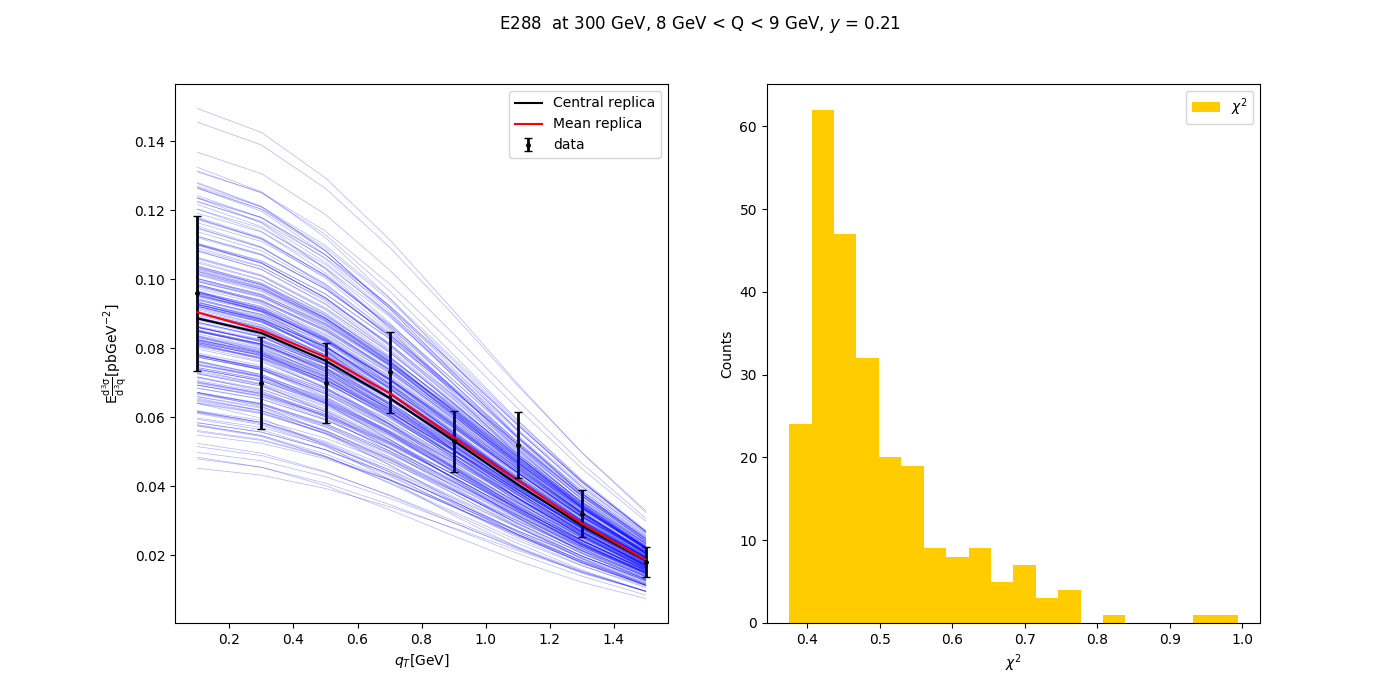 E288  at 300 GeV, 8 GeV < Q < 9 GeV, y = 0.21
Central replica
Mean replica
data
0.14
0.12
0.10
0.08
0.06
0.04
0.02
E d³σ/d³q [pbGeV⁻²]
0.2 0.4 0.6 0.8 1.0 1.2 1.4
q_T[GeV]
χ²
60
50
40
30
20
10
0
Counts
0.4 0.5 0.6 0.7 0.8 0.9 1.0
χ²